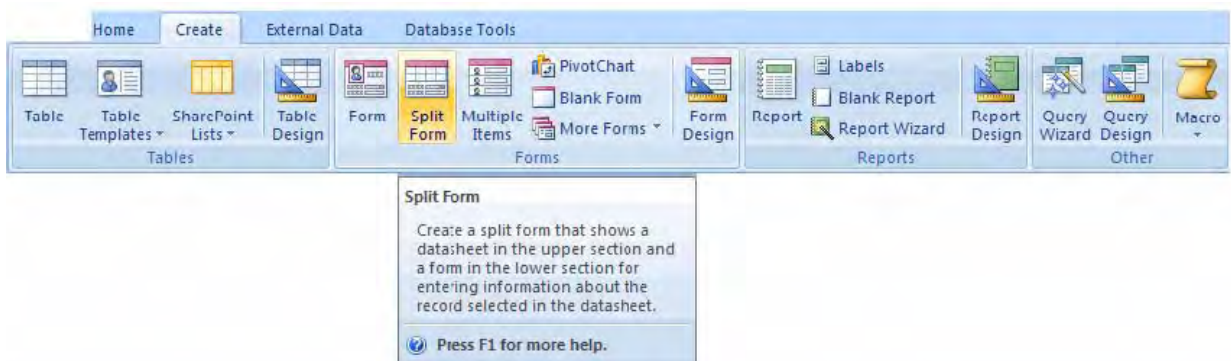 Home Create External Data Database Tools
Table
Table Templates
SharePoint Lists
Table Design
Tables
Form
Split Form
Multiple Items
PivotChart
Blank Form
More Forms
Form Design
Forms
Report
Labels
Blank Report
Report Wizard
Report Design
Reports
Query Wizard
Query Design
Macro
Other
Split Form
Create a split form that shows a
datasheet in the upper section and
a form in the lower section for
entering information about the
record selected in the datasheet.
Press F1 for more help.